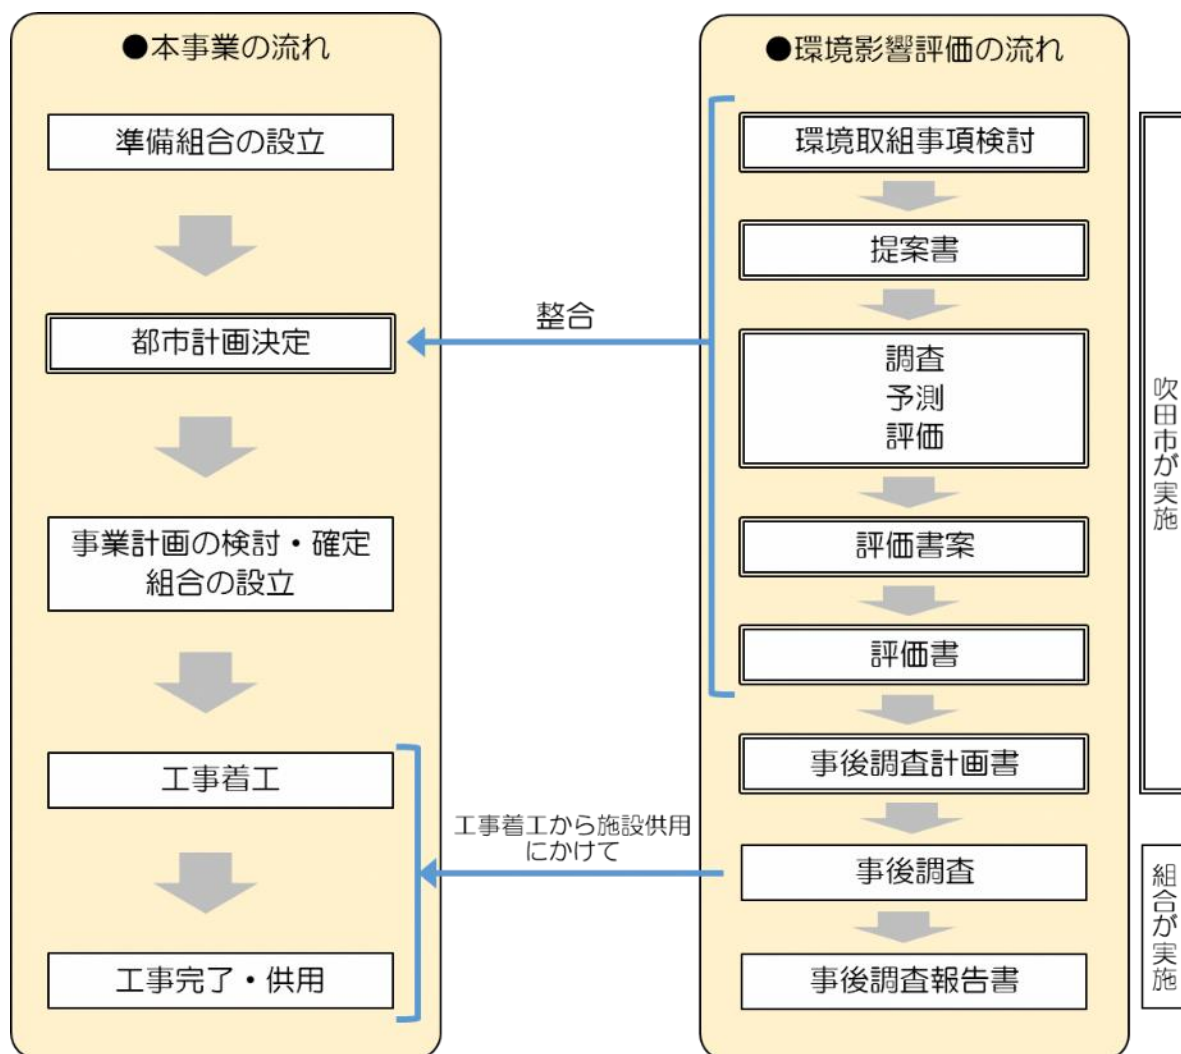 ●本事業の流れ
準備組合の設立
都市計画決定
事業計画の検討・確定
組合の設立
工事着工
工事完了・供用
整合
工事着工から施設供用
にかけて
●環境影響評価の流れ
環境取組事項検討
提案書
調査
予測
評価
評価書案
評価書
事後調査計画書
事後調査
事後調査報告書
吹田市が実施
組合が実施